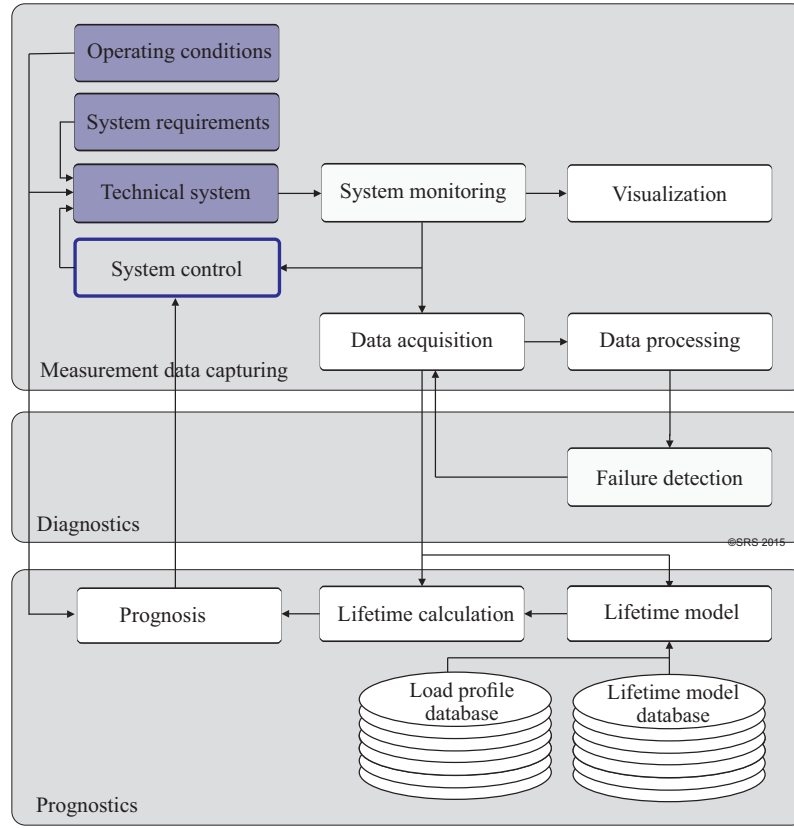 Operating conditions
System requirements
Technical system
System monitoring
Visualization
System control
Data acquisition
Data processing
Measurement data capturing
Failure detection
Diagnostics
©SRS 2015
Prognosis
Lifetime calculation
Lifetime model
Load profile
database
Lifetime model
database
Prognostics